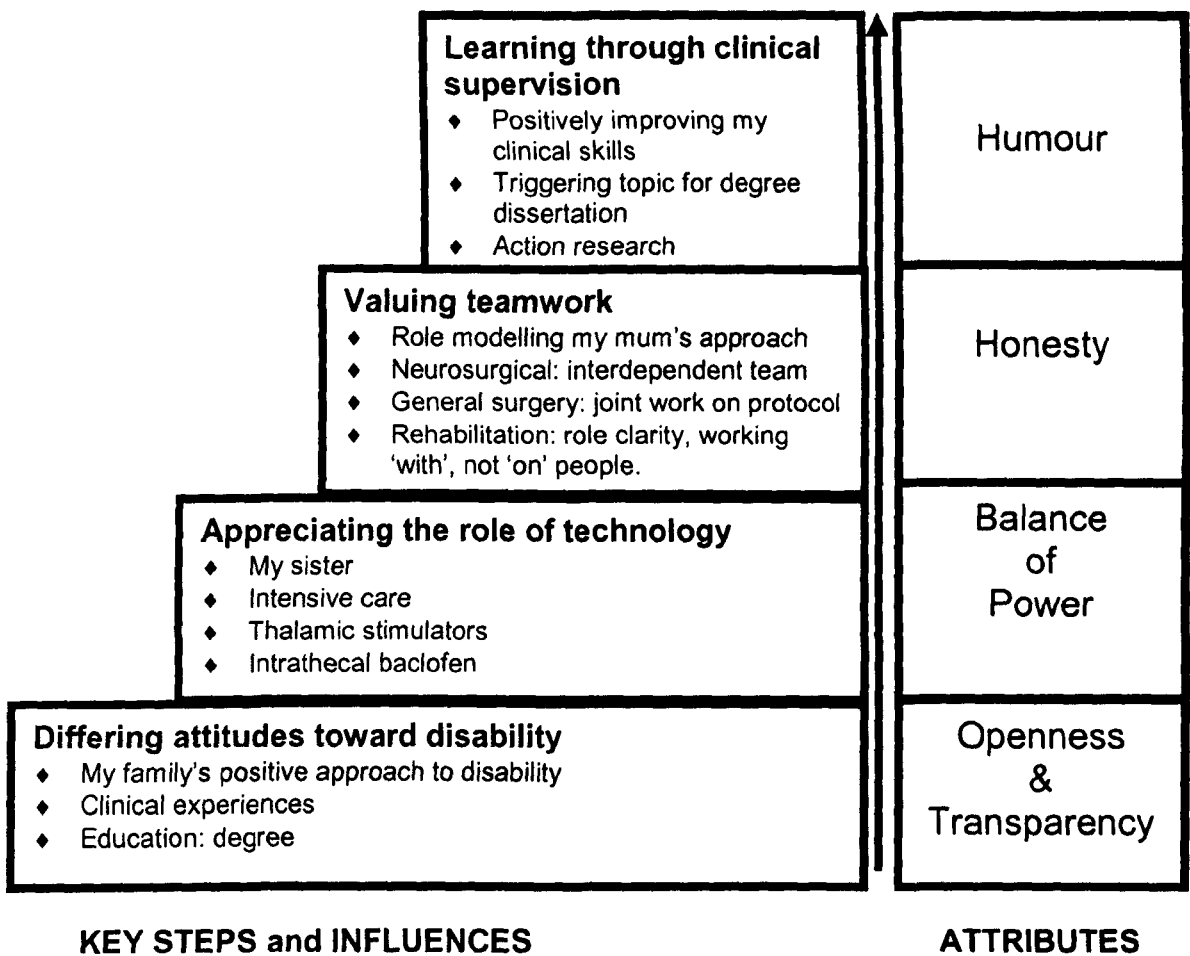 Learning through clinical
supervision
♦ Positively improving my
clinical skills
♦ Triggering topic for degree
dissertation
♦ Action research
Humour
Valuing teamwork
♦ Role modelling my mum's approach
♦ Neurosurgical: interdependent team
♦ General surgery: joint work on protocol
♦ Rehabilitation: role clarity, working
'with', not 'on' people.
Honesty
Appreciating the role of technology
♦ My sister
♦ Intensive care
♦ Thalamic stimulators
♦ Intrathecal baclofen
Balance
of
Power
Differing attitudes toward disability
♦ My family's positive approach to disability
♦ Clinical experiences
♦ Education: degree
Openness
&
Transparency
KEY STEPS and INFLUENCES
ATTRIBUTES